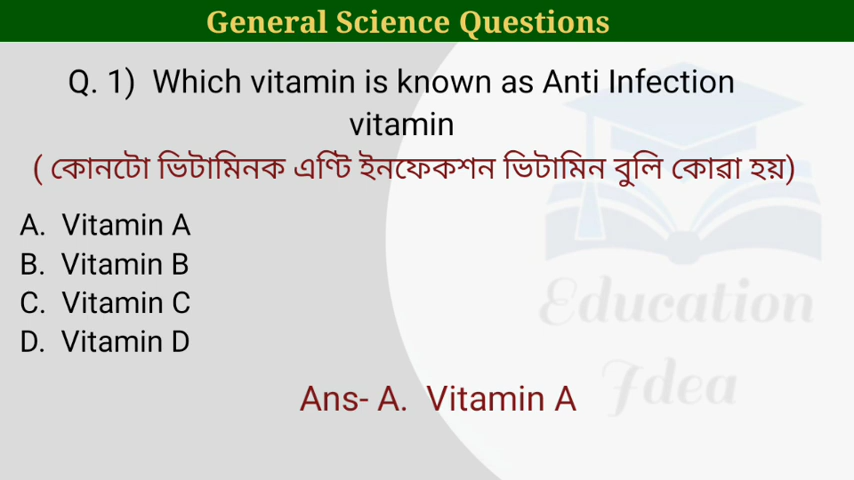 General Science Questions
Q. 1) Which vitamin is known as Anti Infection
vitamin
( কোনটো ভিটামিনক এণ্টি ইনফেকশন ভিটামিন বুলি কোৱা হয়)
A. Vitamin A
B. Vitamin B
C. Vitamin C
D. Vitamin D
Education
Idea
Ans- A. Vitamin A